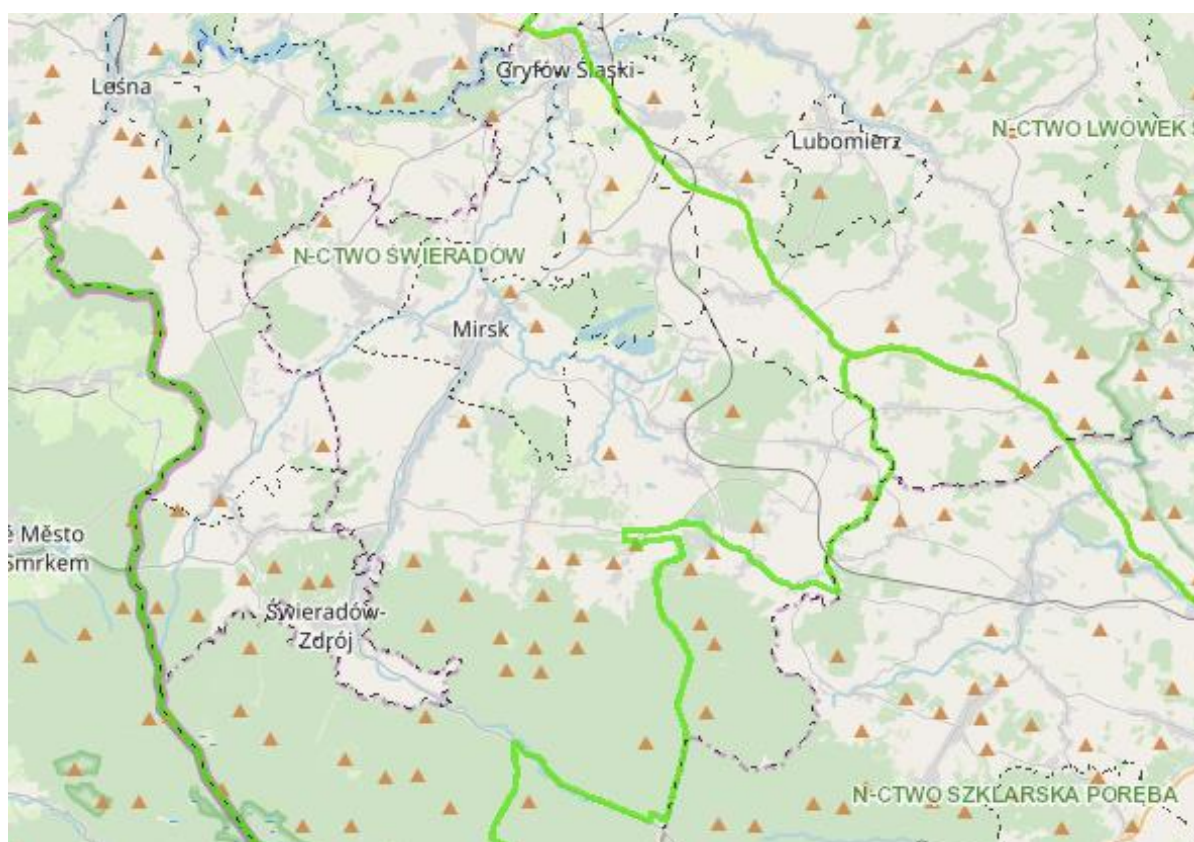 Gryfów Śląski
Leśna
N-CTWO LWÓWEK
Lubomierz
N-CTWO ŚWIERADÓW
Mirsk
é Město
Smrkem
Świeradów-
Zdrój
N-CTWO SZKLARSKA PORĘBA